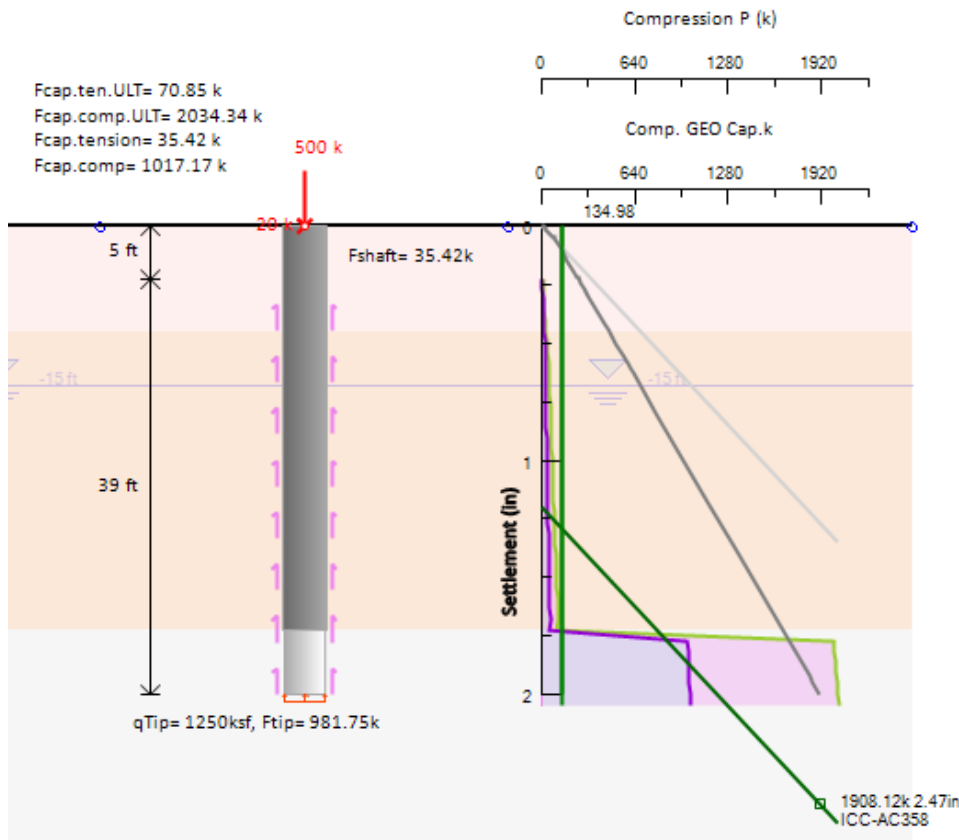 Compression P (k)
0 640 1280 1920
Fcap.ten.ULT= 70.85 k
Fcap.comp.ULT= 2034.34 k
Fcap.tension= 35.42 k
Fcap.comp= 1017.17 k
Comp. GEO Cap.k
0 640 1280 1920
500 k
134.98
20 k
0
5 ft
Fshaft= 35.42k
-15 ft
-15 ft
1
39 ft
Settlement (in)
2
qTip= 1250ksf, Ftip= 981.75k
1908.12k 2.47in
ICC-AC358